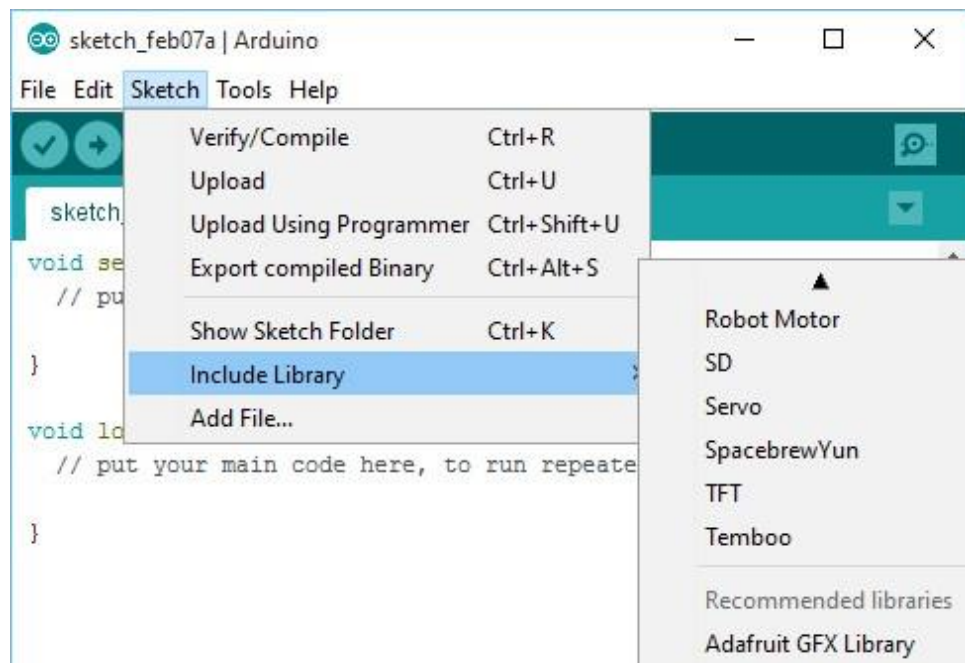 sketch_feb07a | Arduino
File Edit Sketch Tools Help
Verify/Compile Ctrl+R
Upload Ctrl+U
sketch_
Upload Using Programmer Ctrl+Shift+U
void se
Export compiled Binary Ctrl+Alt+S
// pu
Show Sketch Folder Ctrl+K
Robot Motor
}
Include Library
SD
Add File...
Servo
void lo
SpacebrewYun
// put your main code here, to run repeate
TFT
}
Temboo
Recommended libraries
Adafruit GFX Library